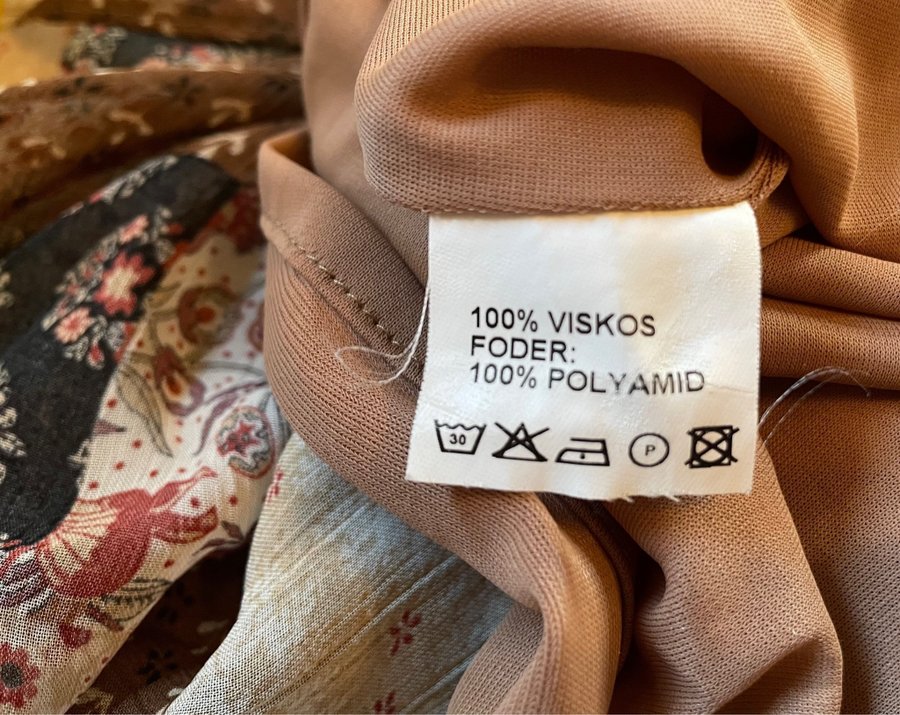 100% VISKOS
FODER:
100% POLYAMID
30 P